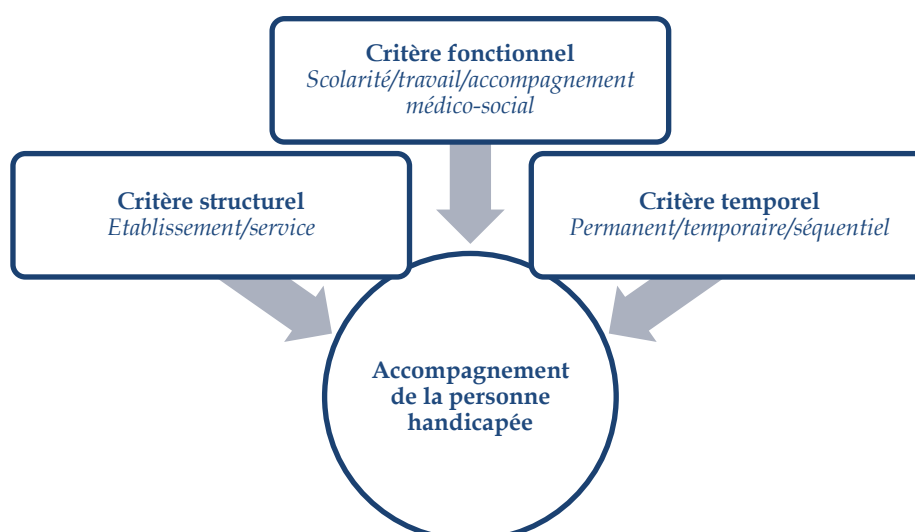 Critère fonctionnel
Scolarité/travail/accompagnement
médico-social
Critère structurel
Etablissement/service
Critère temporel
Permanent/temporaire/séquentiel
Accompagnement
de la personne
handicapée